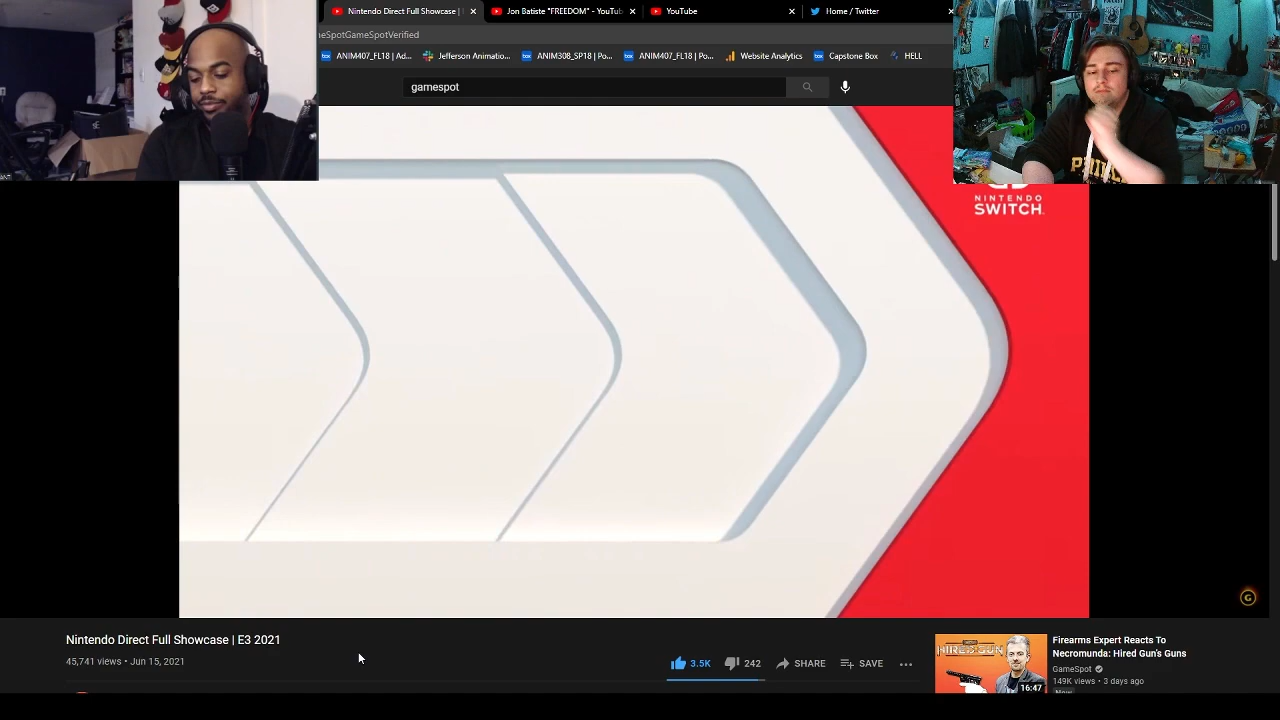 Nintendo Direct Full Showcase |
Jon Batiste "FREEDOM" - YouTub
YouTube
Home / Twitter
eSpotGameSpotVerified
ANIM407_FL18 | Ad...
Jefferson Animatio...
ANIM308_SP18 | Po...
ANIM407_FL18 | Po...
Website Analytics
Capstone Box
HELL
gamespot
NINTENDO
SWITCH
Nintendo Direct Full Showcase | E3 2021
45,741 views • Jun 15, 2021
3.5K
242
SHARE
SAVE
HIRED GUN
16:47
Firearms Expert Reacts To
Necromunda: Hired Gun's Guns
GameSpot
149K views • 3 days ago
New